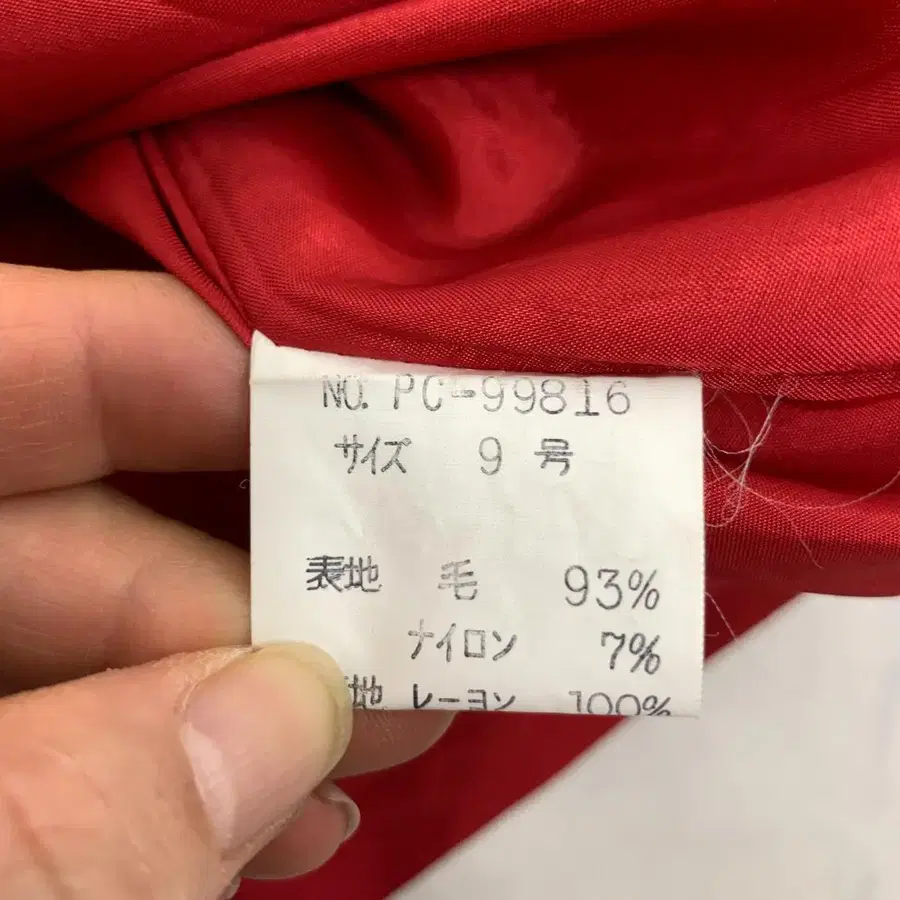 NO. PC-99816
サイズ 9 号
表地 毛 93%
ナイロン 7%
地 レーヨン 100%